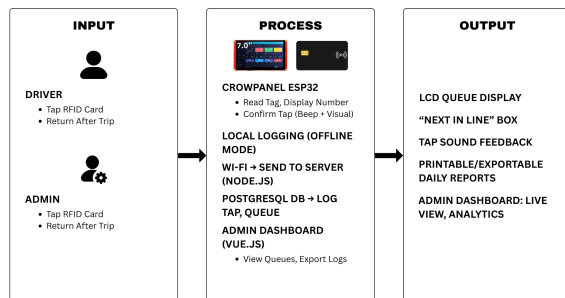 INPUT
DRIVER
• Tap RFID Card
• Return After Trip
ADMIN
• Tap RFID Card
• Return After Trip
PROCESS
7.0"
CROWPANEL ESP32
• Read Tag, Display Number
• Confirm Tap (Beep + Visual)
LOCAL LOGGING (OFFLINE
MODE)
WI-FI → SEND TO SERVER
(NODE.JS)
POSTGRESQL DB → LOG
TAP, QUEUE
ADMIN DASHBOARD
(VUE.JS)
• View Queues, Export Logs
OUTPUT
LCD QUEUE DISPLAY
“NEXT IN LINE” BOX
TAP SOUND FEEDBACK
PRINTABLE/EXPORTABLE
DAILY REPORTS
ADMIN DASHBOARD: LIVE
VIEW, ANALYTICS